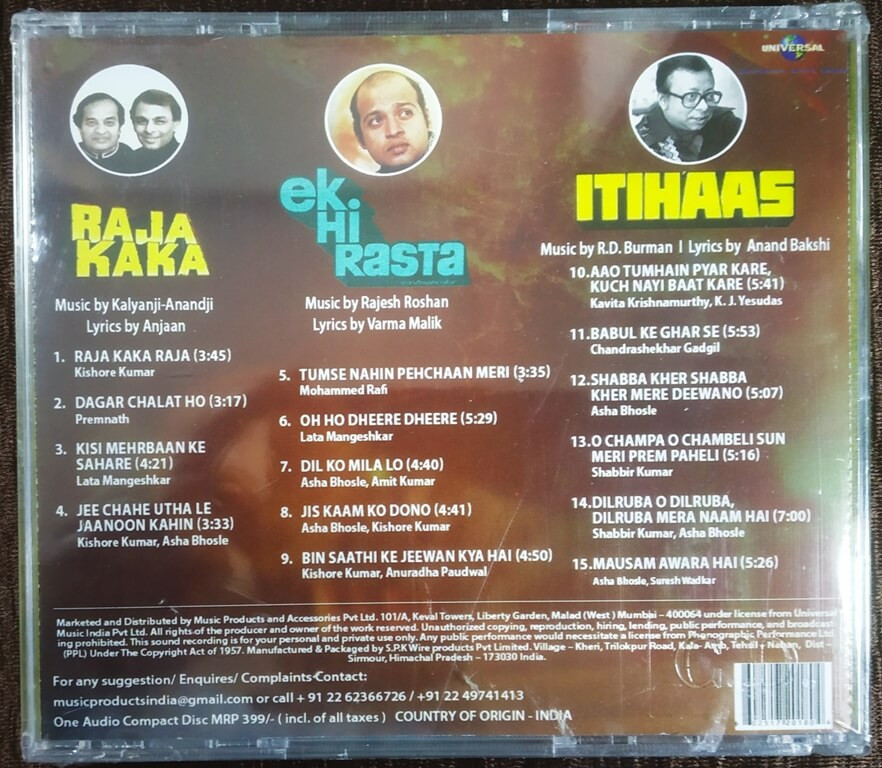 UNIVERSAL
RAJA
KAKA
Music by Kalyanji-Anandji
Lyrics by Anjaan
1. RAJA KAKA RAJA (3:45)
Kishore Kumar
2. DAGAR CHALAT HO (3:17)
Premnath
3. KISI MEHRBAAN KE
SAHARE (4:21)
Lata Mangeshkar
4. JEE CHAHE UTHA LE
JAANOON KAHIN (3:33)
Kishore Kumar, Asha Bhosle
ek
Hi
Rasta
Music by Rajesh Roshan
Lyrics by Varma Malik
5. TUMSE NAHIN PEHCHAAN MERI (3:35)
Mohammed Rafi
6. OH HO DHEERE DHEERE (5:29)
Lata Mangeshkar
7. DIL KO MILA LO (4:40)
Asha Bhosle, Amit Kumar
8. JIS KAAM KO DONO (4:41)
Asha Bhosle, Kishore Kumar
9. BIN SAATHI KE JEEWAN KYA HAI (4:50)
Kishore Kumar, Anuradha Paudwal
ITIHAAS
Music by R.D. Burman I Lyrics by Anand Bakshi
10.AAO TUMHAIN PYAR KARE,
KUCH NAYI BAAT KARE (5:41)
Kavita Krishnamurthy, K. J. Yesudas
11.BABUL KE GHAR SE (5:53)
Chandrashekhar Gadgil
12.SHABBA KHER SHABBA
KHER MERE DEEWANO (5:07)
Asha Bhosle
13.O CHAMPA O CHAMBELI SUN
MERI PREM PAHELI (5:16)
Shabbir Kumar
14.DILRUBA O DILRUBA,
DILRUBA MERA NAAM HAI (7:00)
Shabbir Kumar, Asha Bhosle
15.MAUSAM AWARA HAI (5:26)
Asha Bhosle, Suresh Wadkar
Marketed and Distributed by Music Products and Accessories Pvt Ltd. 101/A, Keval Towers, Liberty Garden, Malad (West ) Mumbai – 400064 under license from Universal
Music India Pvt Ltd. All rights of the producer and owner of the work reserved. Unauthorized copying, reproduction, hiring, lending, public performance, and broadcast
ing prohibited. This sound recording is for your personal and private use only. Any public performance would necessitate a license from Phonographic Performance Ltd
(PPL) Under The Copyright Act of 1957. Manufactured & Packaged by S.P.K Wire products Pvt Limited. Village – Kheri, Trilokpur Road, Kala- Amb, Tehsil – Nahan, Dist –
Sirmour, Himachal Pradesh – 173030 India.
For any suggestion/ Enquires/ Complaints Contact:
musicproductsindia@gmail.com or call + 91 22 62366726 / +91 22 49741413
One Audio Compact Disc MRP 399/- ( incl. of all taxes ) COUNTRY OF ORIGIN - INDIA